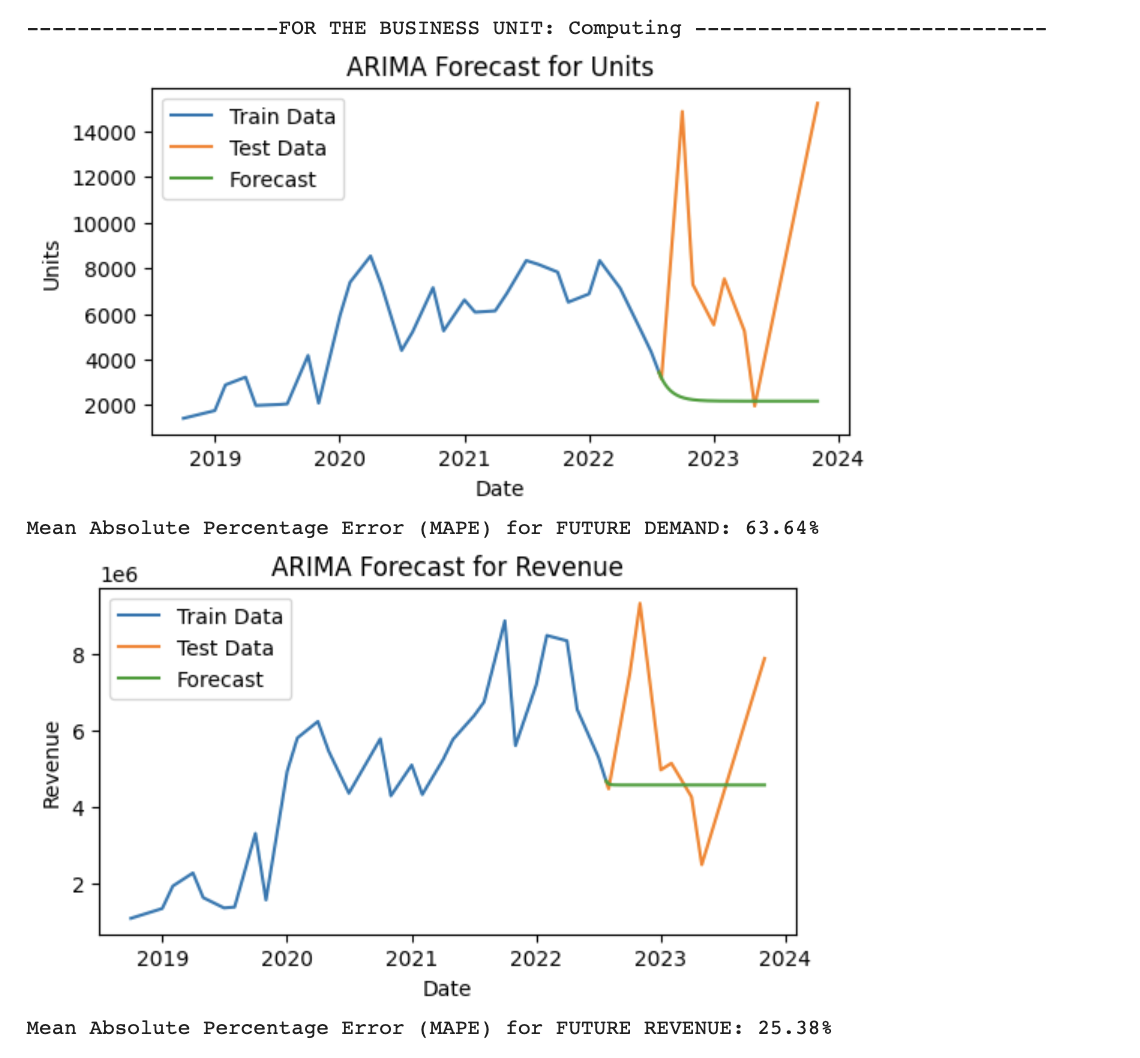 --------------------FOR THE BUSINESS UNIT: Computing ----------------------------
ARIMA Forecast for Units
Train Data
Test Data
Forecast
14000
12000
10000
8000
6000
4000
2000
Units
2019 2020 2021 2022 2023 2024
Date
Mean Absolute Percentage Error (MAPE) for FUTURE DEMAND: 63.64%
ARIMA Forecast for Revenue
1e6
Train Data
Test Data
Forecast
8
6
4
2
Revenue
2019 2020 2021 2022 2023 2024
Date
Mean Absolute Percentage Error (MAPE) for FUTURE REVENUE: 25.38%